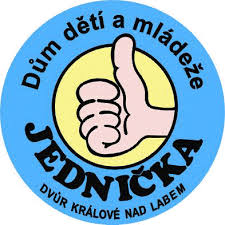 Dům dětí a mládeže
JEDNIČKA
DVŮR KRÁLOVÉ NAD LABEM